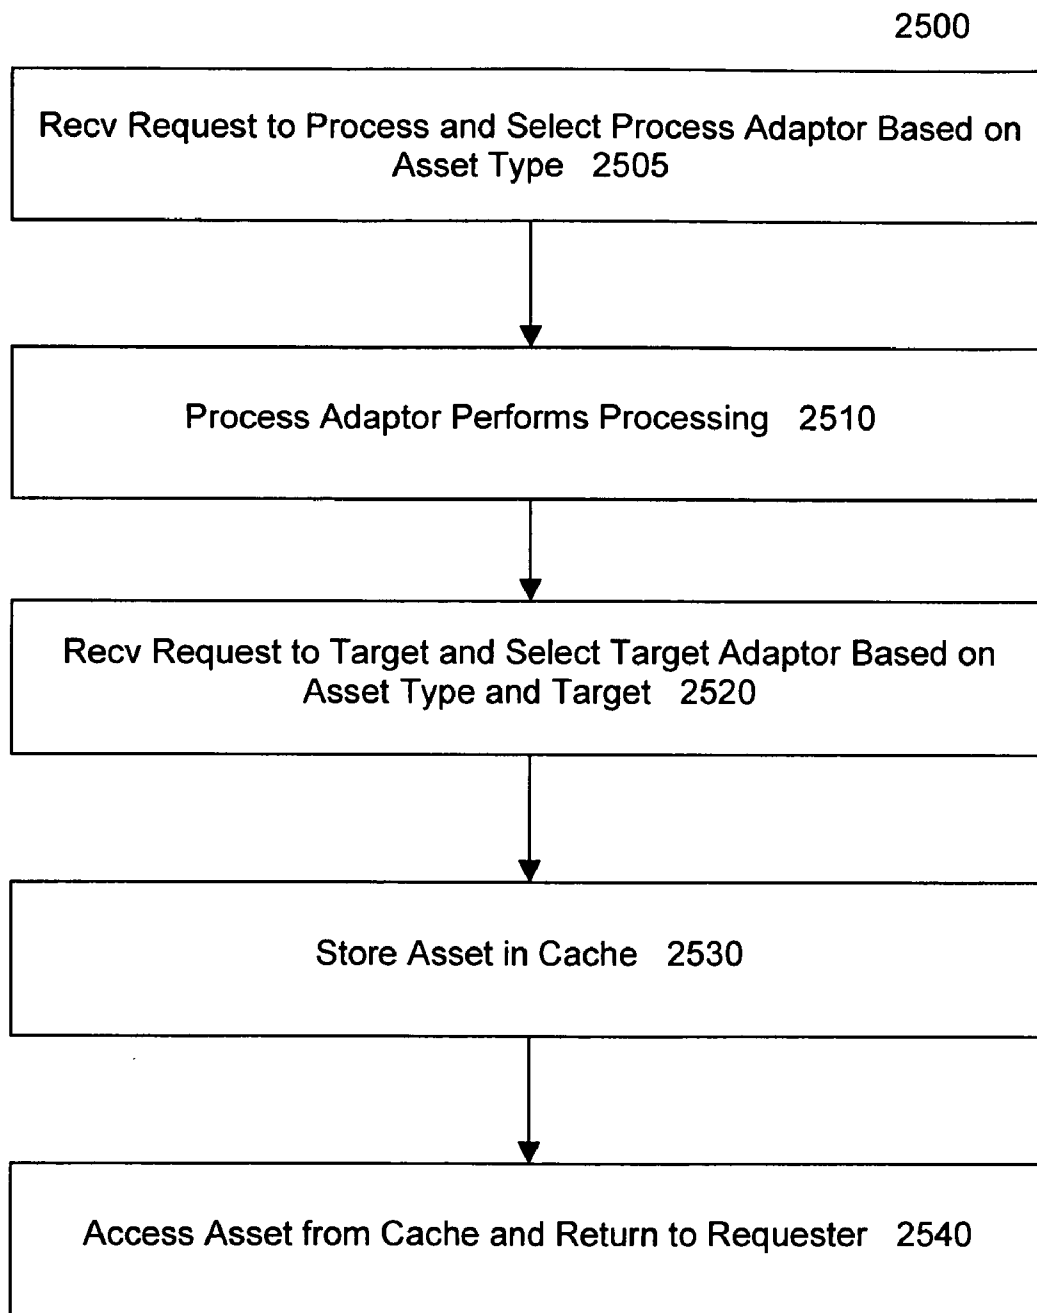 2500
Recv Request to Process and Select Process Adaptor Based on
Asset Type 2505
Process Adaptor Performs Processing 2510
Recv Request to Target and Select Target Adaptor Based on
Asset Type and Target 2520
Store Asset in Cache 2530
Access Asset from Cache and Return to Requester 2540